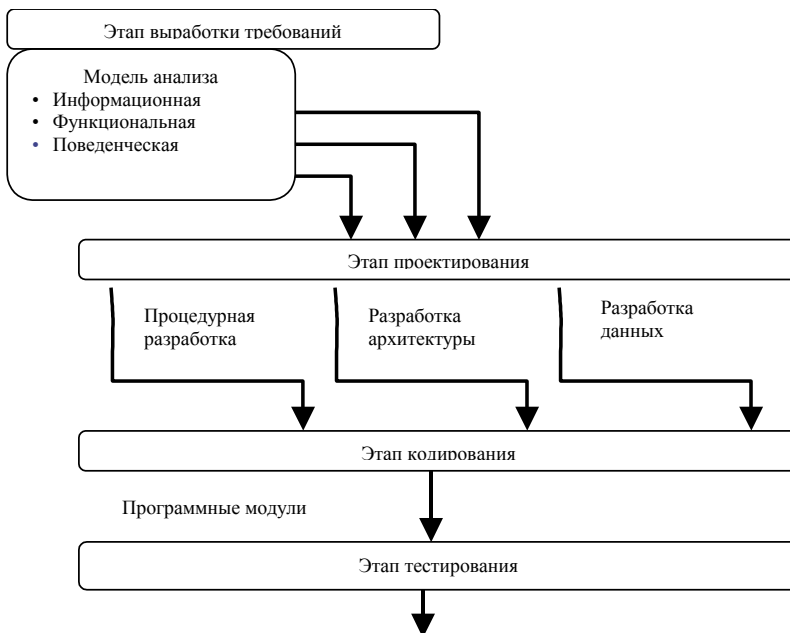 Этап выработки требований
Модель анализа
• Информационная
• Функциональная
• Поведенческая
Этап проектирования
Процедурная
разработка
Разработка
архитектуры
Разработка
данных
Этап кодирования
Программные модули
Этап тестирования